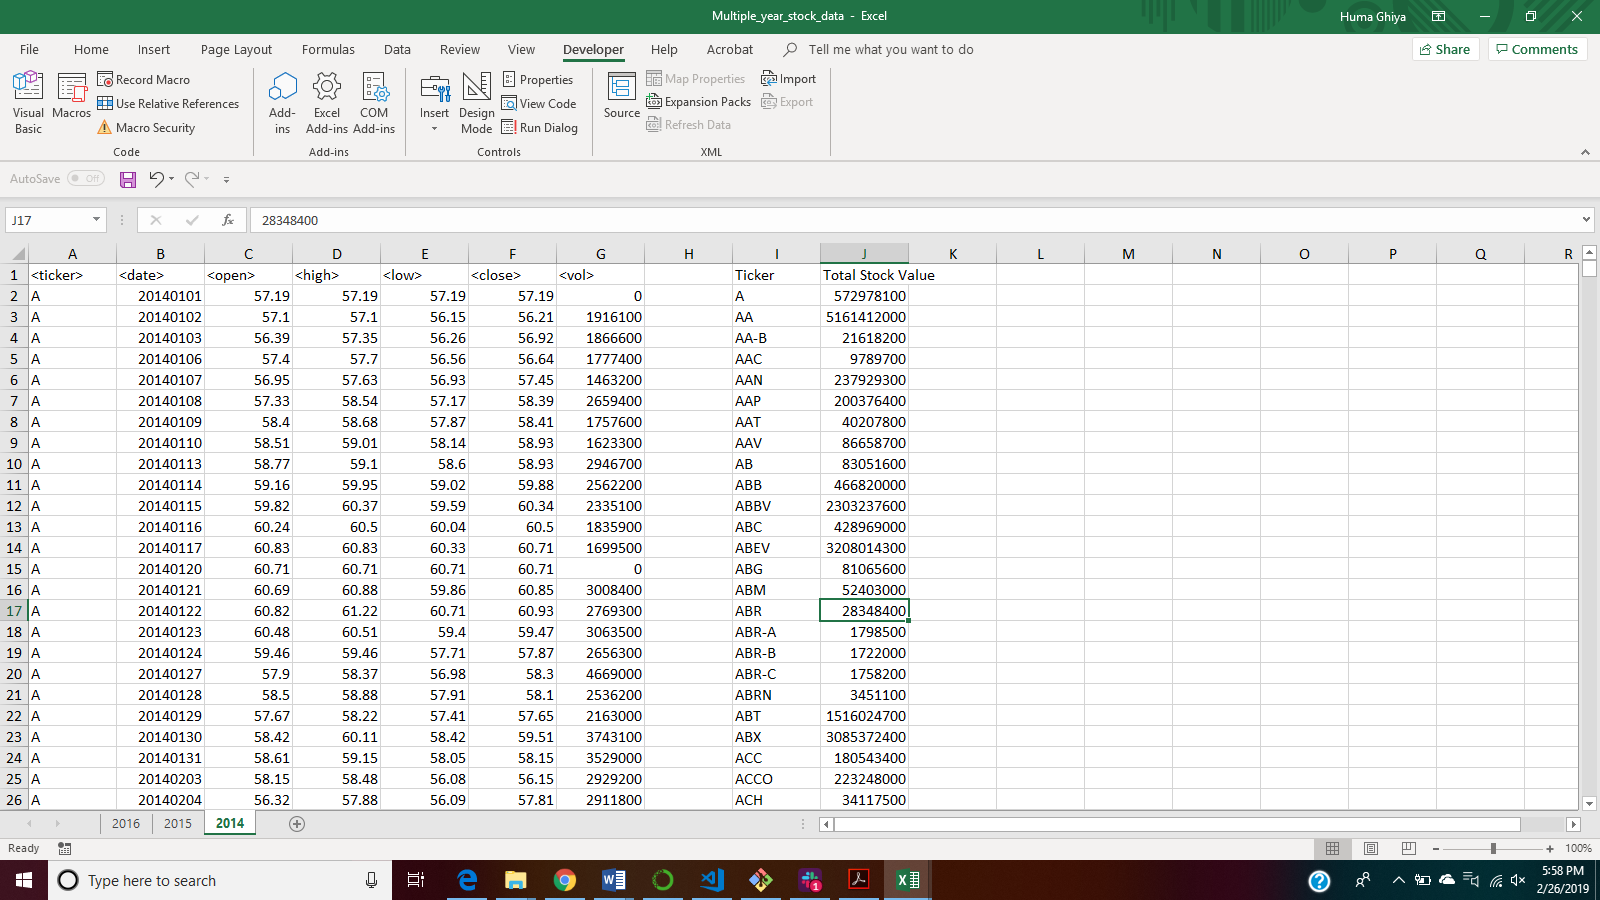 Multiple_year_stock_data - Excel
Huma Ghiya
File Home Insert Page Layout Formulas Data Review View Developer Help Acrobat Tell me what you want to do
Share Comments
Visual Basic
Macros
Record Macro
Use Relative References
Macro Security
Code
Add-ins
Excel Add-ins
COM Add-ins
Add-ins
Insert
Design Mode
Properties
View Code
Run Dialog
Controls
Source
Map Properties
Expansion Packs
Refresh Data
Import
Export
XML
AutoSave Off
J17 fx 28348400
A B C D E F G H I J K L M N O P Q R
1 <ticker> <date> <open> <high> <low> <close> <vol> Ticker Total Stock Value
2 A 20140101 57.19 57.19 57.19 57.19 0 A 572978100
3 A 20140102 57.1 57.1 56.15 56.21 1916100 AA 5161412000
4 A 20140103 56.39 57.35 56.26 56.92 1866600 AA-B 21618200
5 A 20140106 57.4 57.7 56.56 56.64 1777400 AAC 9789700
6 A 20140107 56.95 57.63 56.93 57.45 1463200 AAN 237929300
7 A 20140108 57.33 58.54 57.17 58.39 2659400 AAP 200376400
8 A 20140109 58.4 58.68 57.87 58.41 1757600 AAT 40207800
9 A 20140110 58.51 59.01 58.14 58.93 1623300 AAV 86658700
10 A 20140113 58.77 59.1 58.6 58.93 2946700 AB 83051600
11 A 20140114 59.16 59.95 59.02 59.88 2562200 ABB 466820000
12 A 20140115 59.82 60.37 59.59 60.34 2335100 ABBV 2303237600
13 A 20140116 60.24 60.5 60.04 60.5 1835900 ABC 428969000
14 A 20140117 60.83 60.83 60.33 60.71 1699500 ABEV 3208014300
15 A 20140120 60.71 60.71 60.71 60.71 0 ABG 81065600
16 A 20140121 60.69 60.88 59.86 60.85 3008400 ABM 52403000
17 A 20140122 60.82 61.22 60.71 60.93 2769300 ABR 28348400
18 A 20140123 60.48 60.51 59.4 59.47 3063500 ABR-A 1798500
19 A 20140124 59.46 59.46 57.71 57.87 2656300 ABR-B 1722000
20 A 20140127 57.9 58.37 56.98 58.3 4669000 ABR-C 1758200
21 A 20140128 58.5 58.88 57.91 58.1 2536200 ABRN 3451100
22 A 20140129 57.67 58.22 57.41 57.65 2163000 ABT 1516024700
23 A 20140130 58.42 60.11 58.42 59.51 3743100 ABX 3085372400
24 A 20140131 58.61 59.15 58.05 58.15 3529000 ACC 180543400
25 A 20140203 58.15 58.48 56.08 56.15 2929200 ACCO 223248000
26 A 20140204 56.32 57.88 56.09 57.81 2911800 ACH 34117500
2016 2015 2014
Ready 100%
Type here to search
1
5:58 PM
2/26/2019